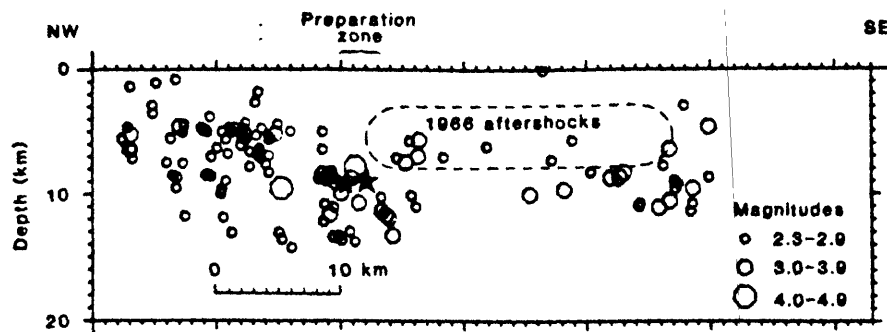 Preparation
zone
NW
SE
0
1966 aftershocks
Depth (km)
10
Magnitudes
2.3-2.9
0 10 km
3.0-3.9
4.0-4.9
20